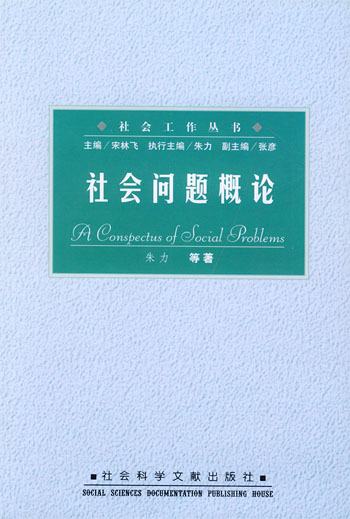 ◆ 社会工作丛书 ◆
主编/宋林飞 执行主编/朱力 副主编/张彦
社会问题概论
A Conspectus of Social Problems
朱力 等著
■ 社会科学文献出版社 ■
SOCIAL SCIENCES DOCUMENTATION PUBLISHING HOUSE